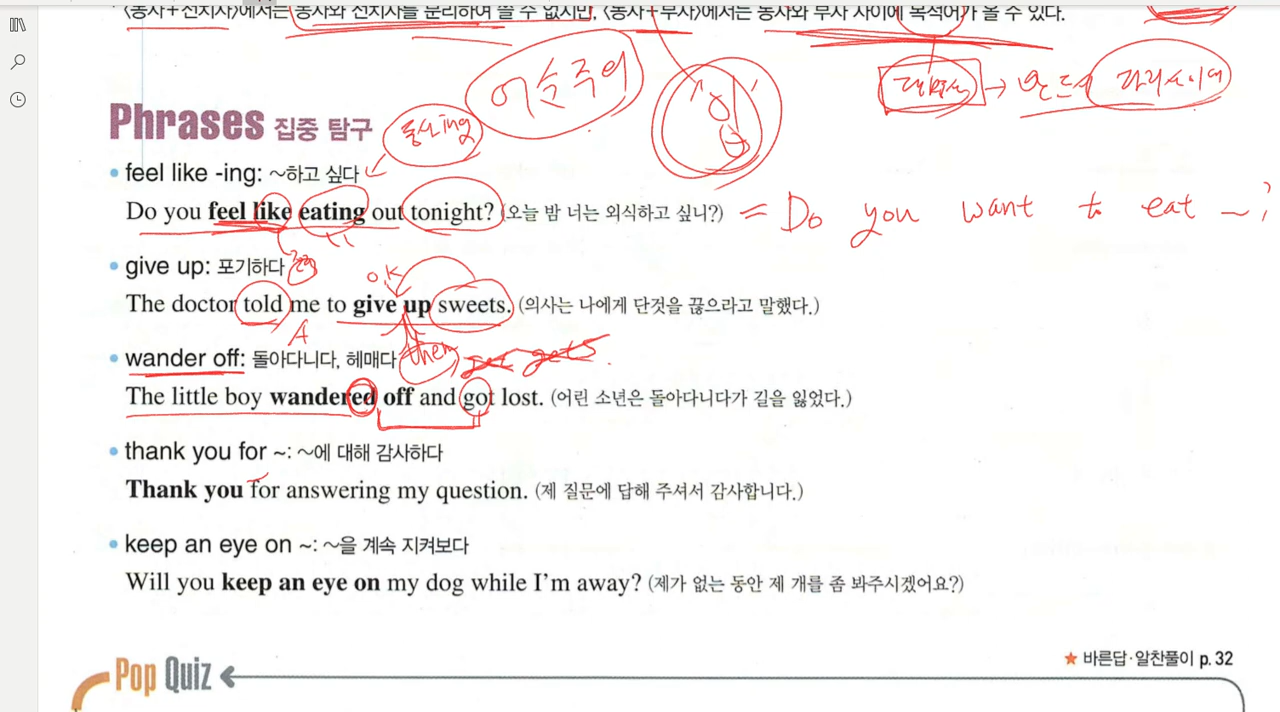 <동사+전치사>에서는 동사와 전치사를 분리하여 쓸 수 없지만, <동사+부사>에서는 동사와 부사 사이에 목적어가 올 수 있다.
어순주의
대명사 → 반드시
Phrases 집중 탐구
동사ing
feel like -ing: ~하고 싶다
Do you feel like eating out tonight? (오늘 밤 너는 외식하고 싶니?) = Do you want to eat ~?
give up: 포기하다
O.K
The doctor told me to give up sweets. (의사는 나에게 단것을 끊으라고 말했다.)
A
wander off: 돌아다니다, 헤매다 them
The little boy wandered off and got lost. (어린 소년은 돌아다니다가 길을 잃었다.)
thank you for ~: ~에 대해 감사하다
Thank you for answering my question. (제 질문에 답해 주셔서 감사합니다.)
keep an eye on ~: ~을 계속 지켜보다
Will you keep an eye on my dog while I'm away? (제가 없는 동안 제 개를 좀 봐주시겠어요?)
★ 바른답·알찬풀이 p. 32
Pop Quiz